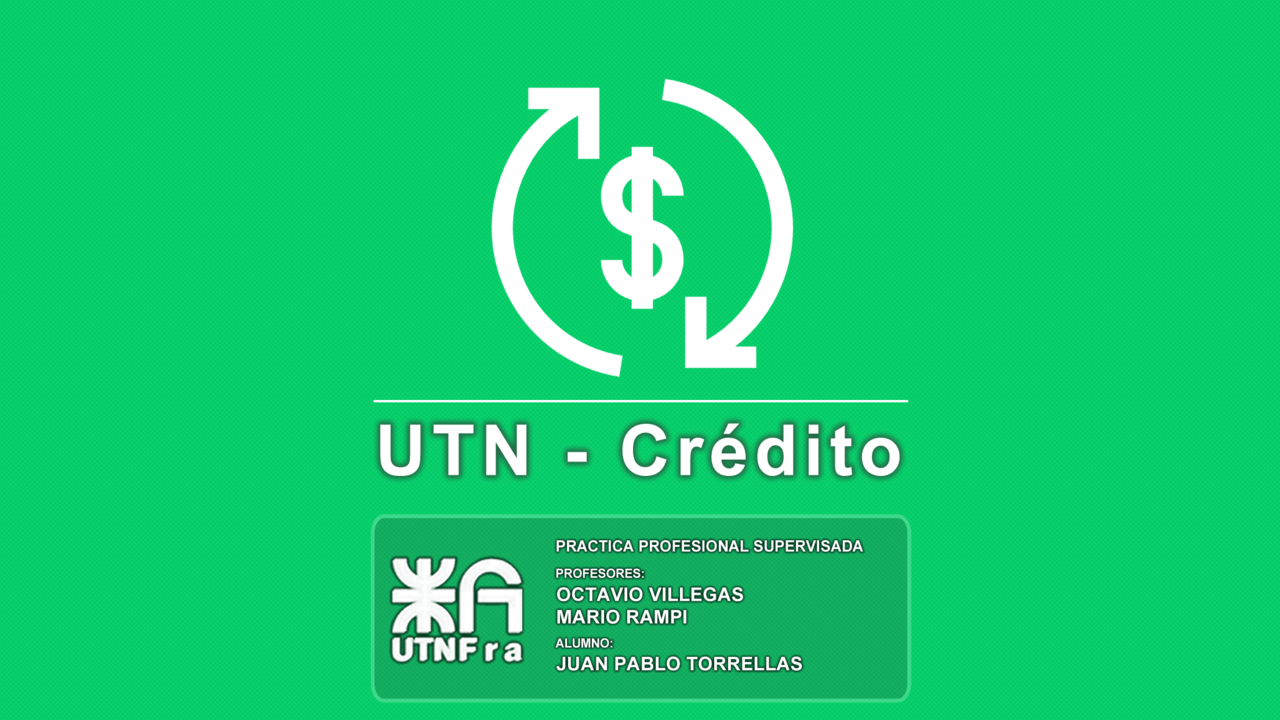 $
UTN - Crédito
PRACTICA PROFESIONAL SUPERVISADA
PROFESORES:
OCTAVIO VILLEGAS
MARIO RAMPI
UTNFra
ALUMNO:
JUAN PABLO TORRELLAS